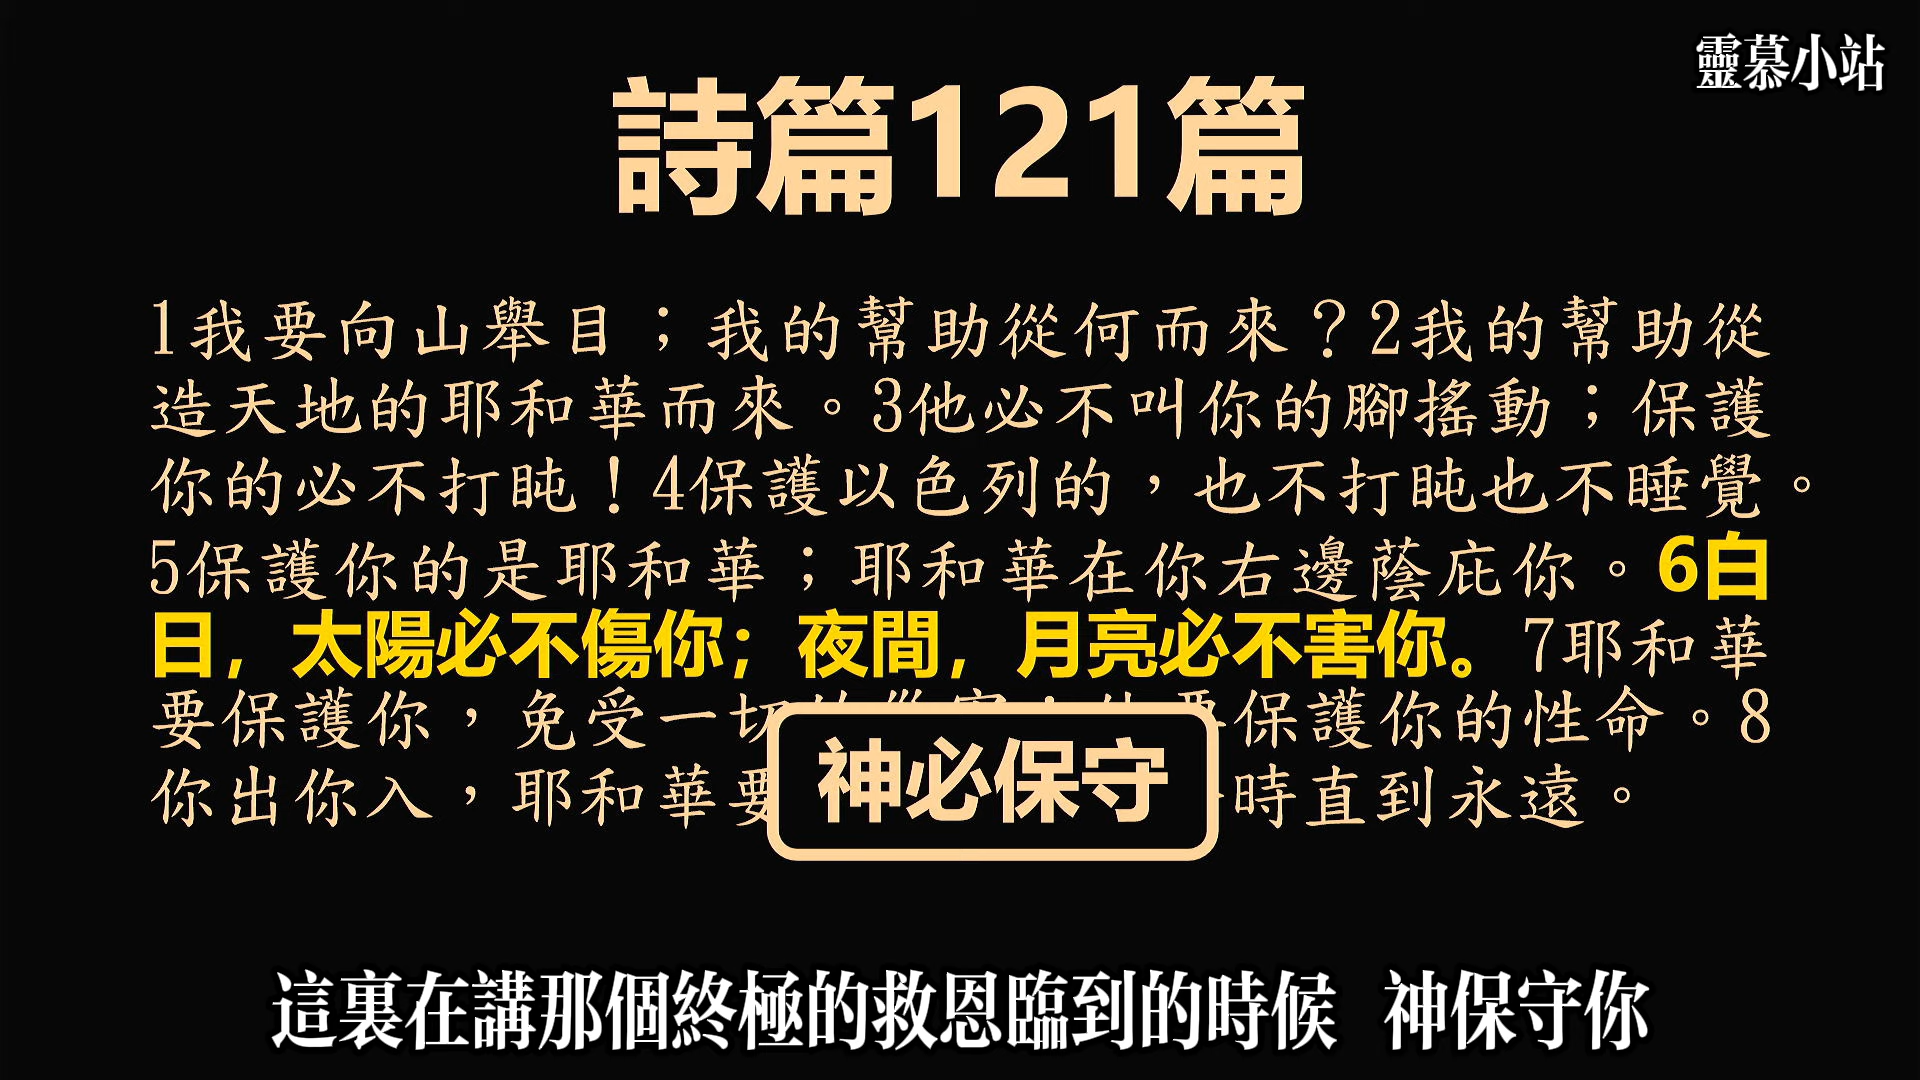 靈慕小站
詩篇121篇
1我要向山舉目；我的幫助從何而來？2我的幫助從
造天地的耶和華而來。3他必不叫你的腳搖動；保護
你的必不打盹！4保護以色列的，也不打盹也不睡覺。
5保護你的是耶和華；耶和華在你右邊蔭庇你。6白
日，太陽必不傷你；夜間，月亮必不害你。7耶和華
要保護你，免受一切 保護你的性命。8
你出你入，耶和華要 時直到永遠。
神必保守
這裏在講那個終極的救恩臨到的時候 神保守你